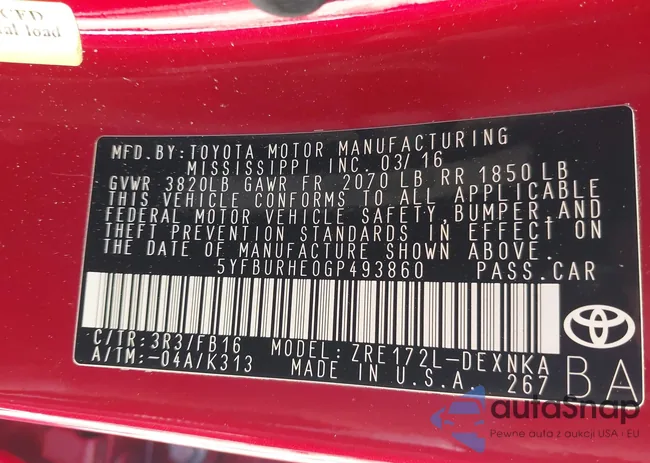 CFD
al load
MFD.BY: TOYOTA MOTOR MANUFACTURING
MISSISSIPPI INC. 03/16
GVWR 3820LB GAWR FR 2070 LB RR 1850 LB
THIS VEHICLE CONFORMS TO ALL APPLICABLE
FEDERAL MOTOR VEHICLE SAFETY, BUMPER, AND
THEFT PREVENTION STANDARDS IN EFFECT ON
THE DATE OF MANUFACTURE SHOWN ABOVE.
5YFBURHE0GP493860 PASS.CAR
C/TR: 3R3/FB16 MODEL: ZRE172L-DEXNKA
A/TM: -04A/K313 MADE IN U.S.A. 267 BA
autaSnap
Pewne auta z aukcji USA i EU